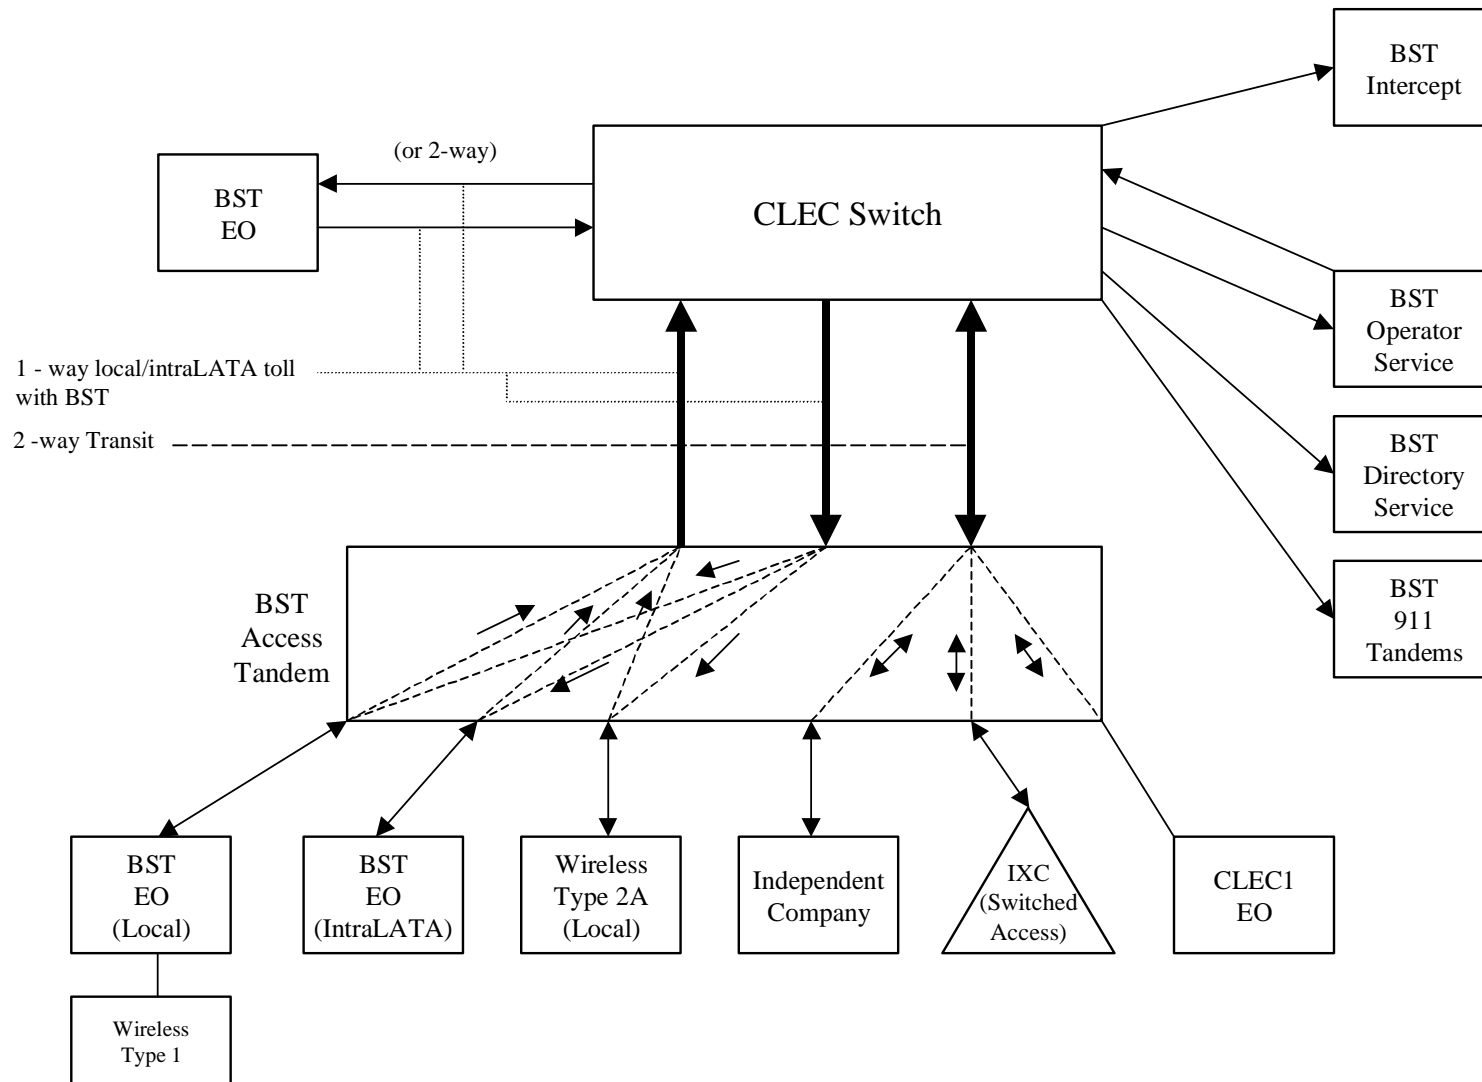 BST
Intercept
(or 2-way)
BST
EO
CLEC Switch
BST
Operator
Service
1 - way local/intraLATA toll
with BST
2 -way Transit
BST
Directory
Service
BST
911
Tandems
BST
Access
Tandem
BST
EO
(Local)
BST
EO
(IntraLATA)
Wireless
Type 2A
(Local)
Independent
Company
IXC
(Switched
Access)
CLEC1
EO
Wireless
Type 1